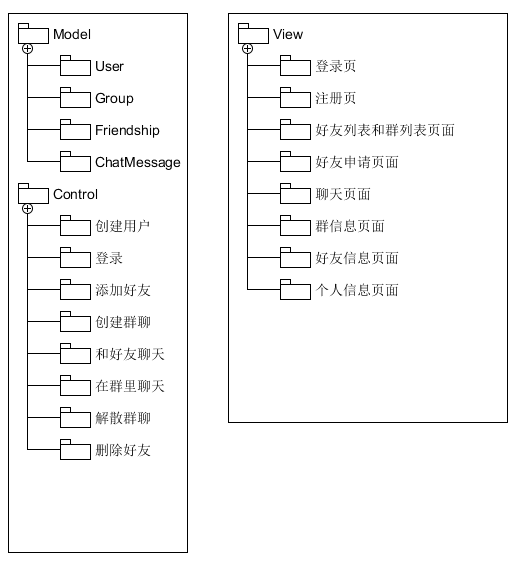 Model
User
Group
Friendship
ChatMessage
Control
创建用户
登录
添加好友
创建群聊
和好友聊天
在群里聊天
解散群聊
删除好友
View
登录页
注册页
好友列表和群列表页面
好友申请页面
聊天页面
群信息页面
好友信息页面
个人信息页面